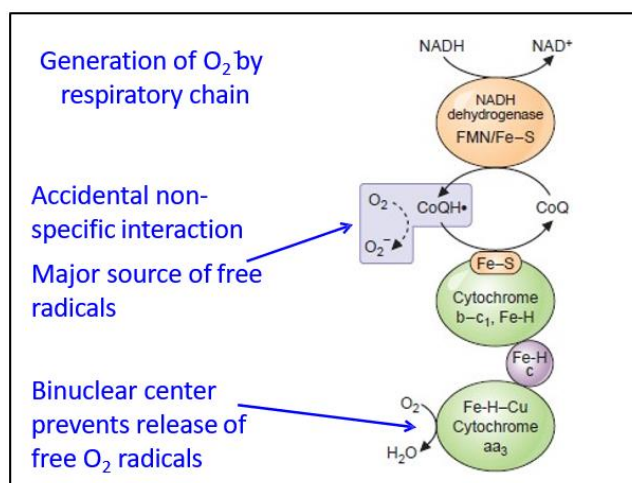 Generation of O₂⁻ by
respiratory chain
Accidental non-
specific interaction
Major source of free
radicals
Binuclear center
prevents release of
free O₂ radicals
NADH
NAD⁺
NADH
dehydrogenase
FMN/Fe–S
O₂
CoQH•
CoQ
O₂⁻
Fe–S
Cytochrome
b–c₁, Fe-H
Fe-H
c
O₂
Fe-H–Cu
Cytochrome
aa₃
H₂O